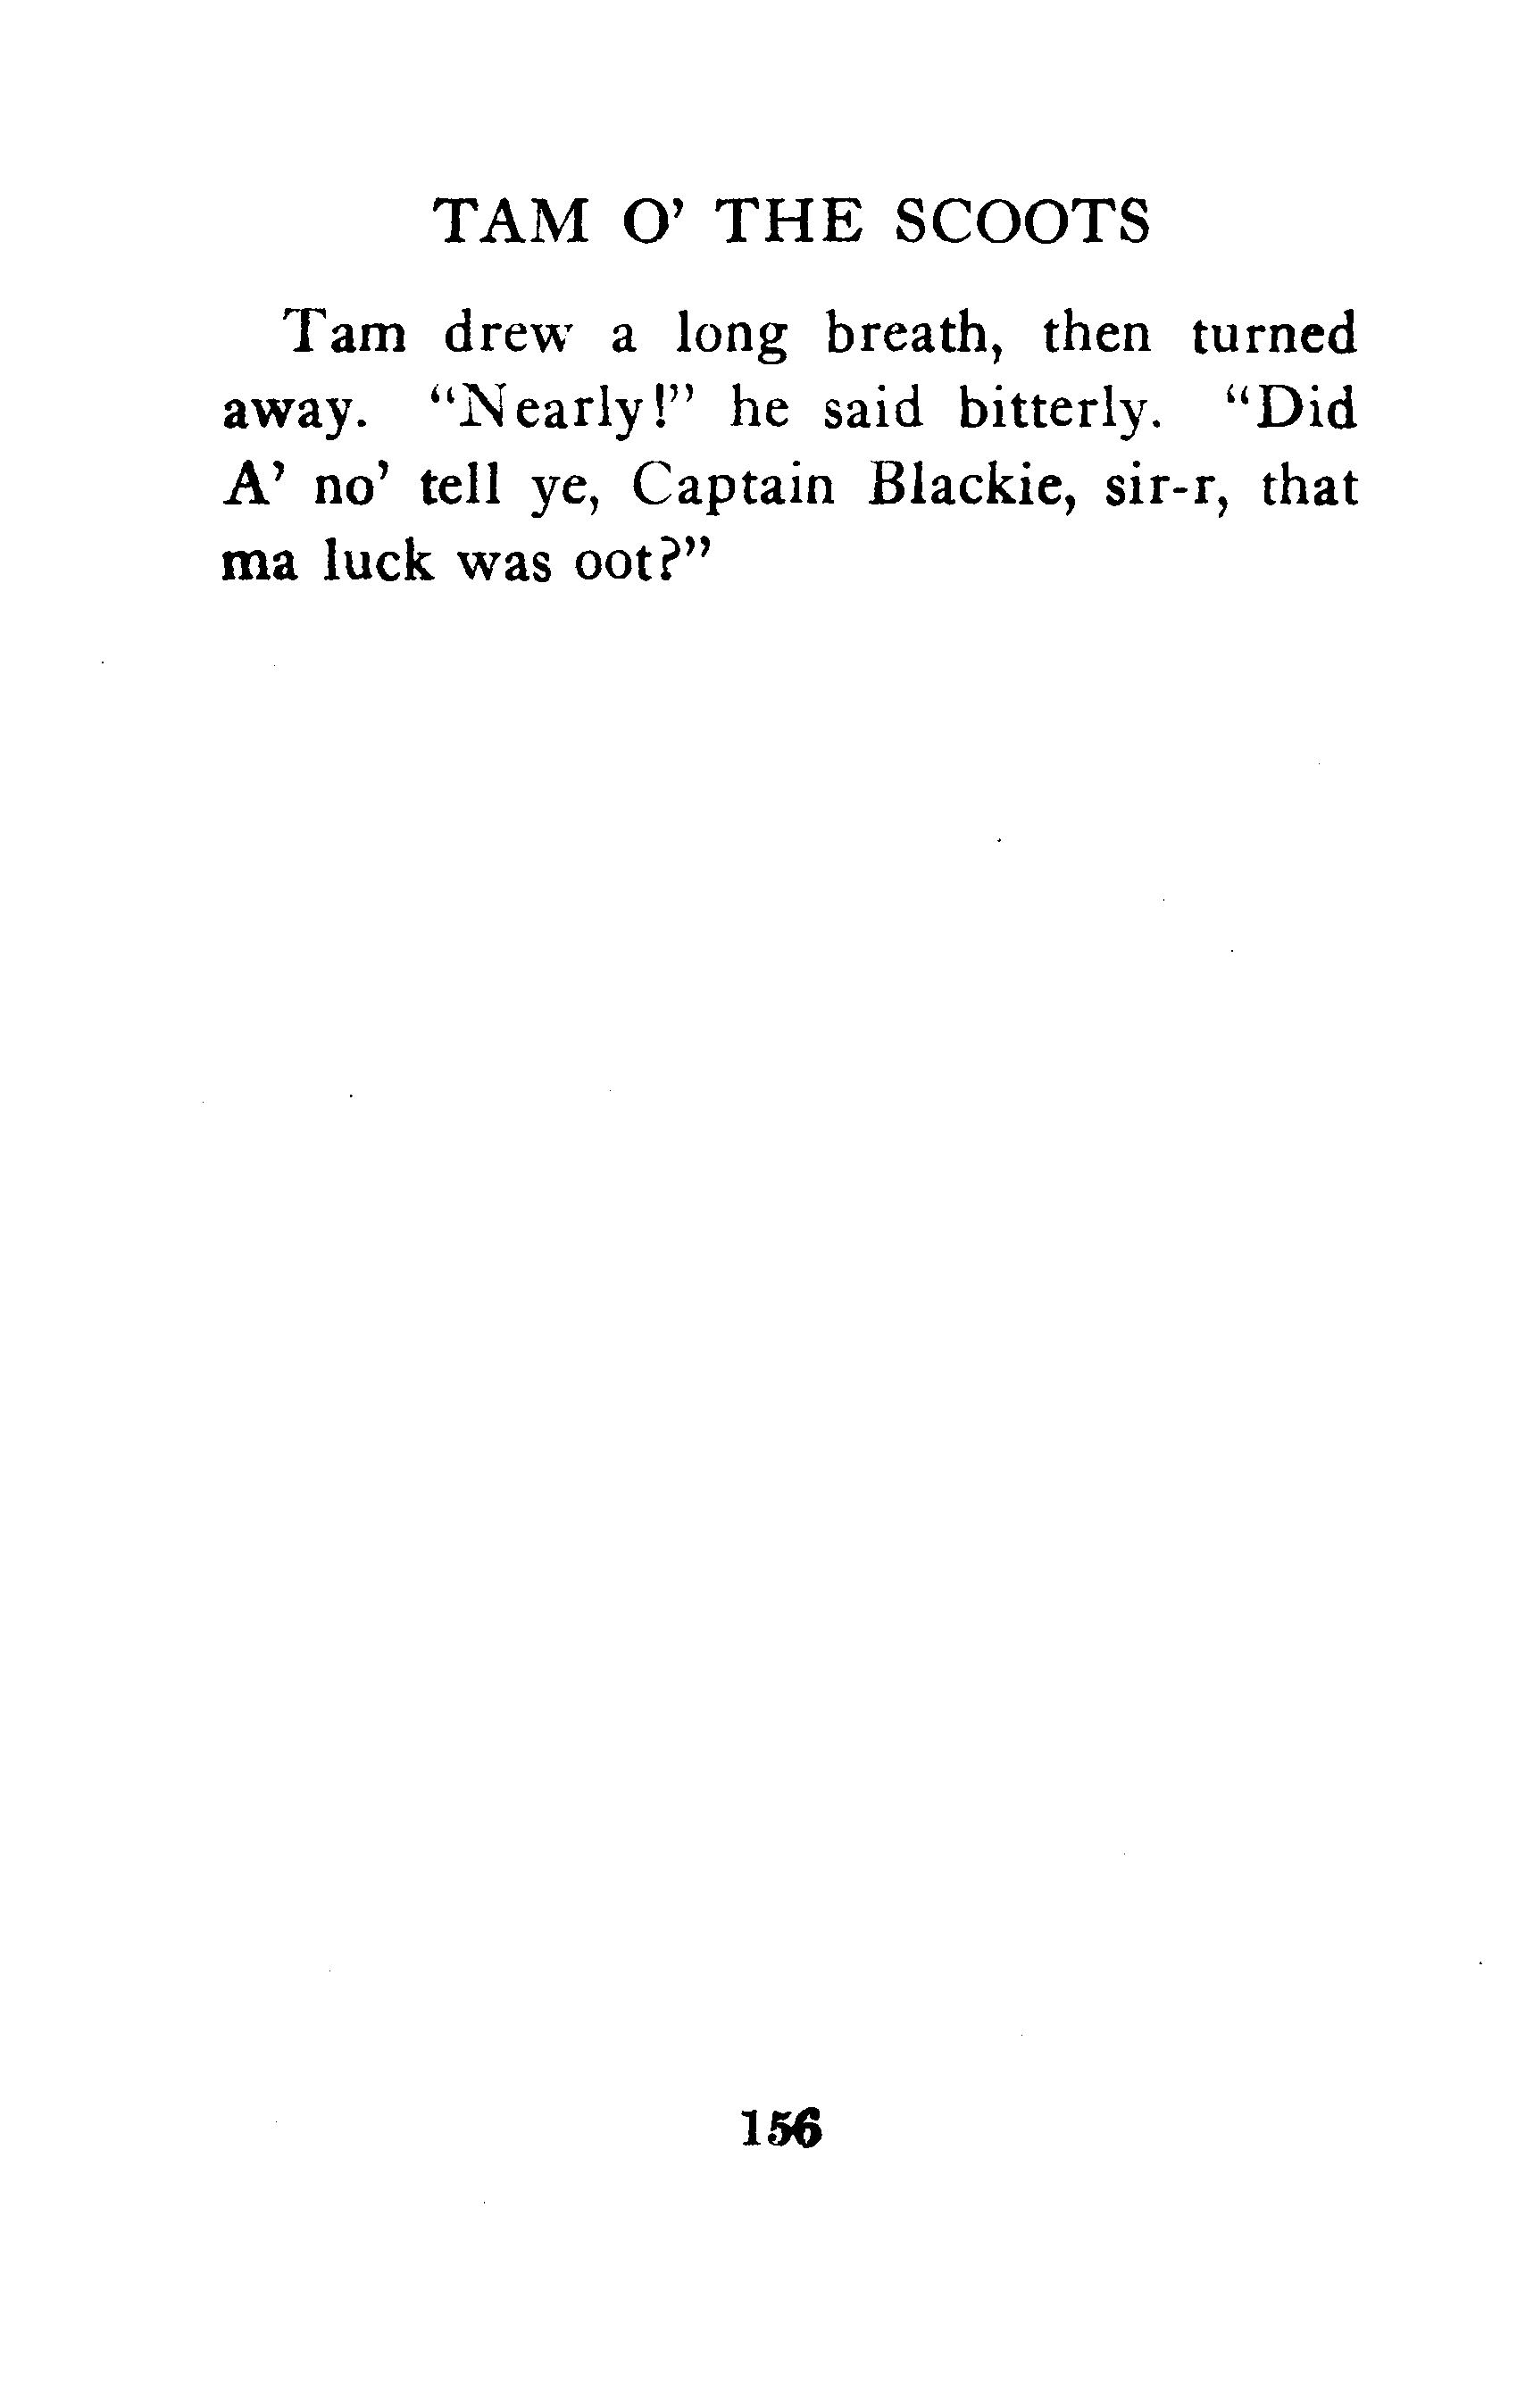 TAM O' THE SCOOTS
Tam drew a long breath, then turned
away. “Nearly!” he said bitterly. “Did
A’ no’ tell ye, Captain Blackie, sir-r, that
ma luck was oot?”
156